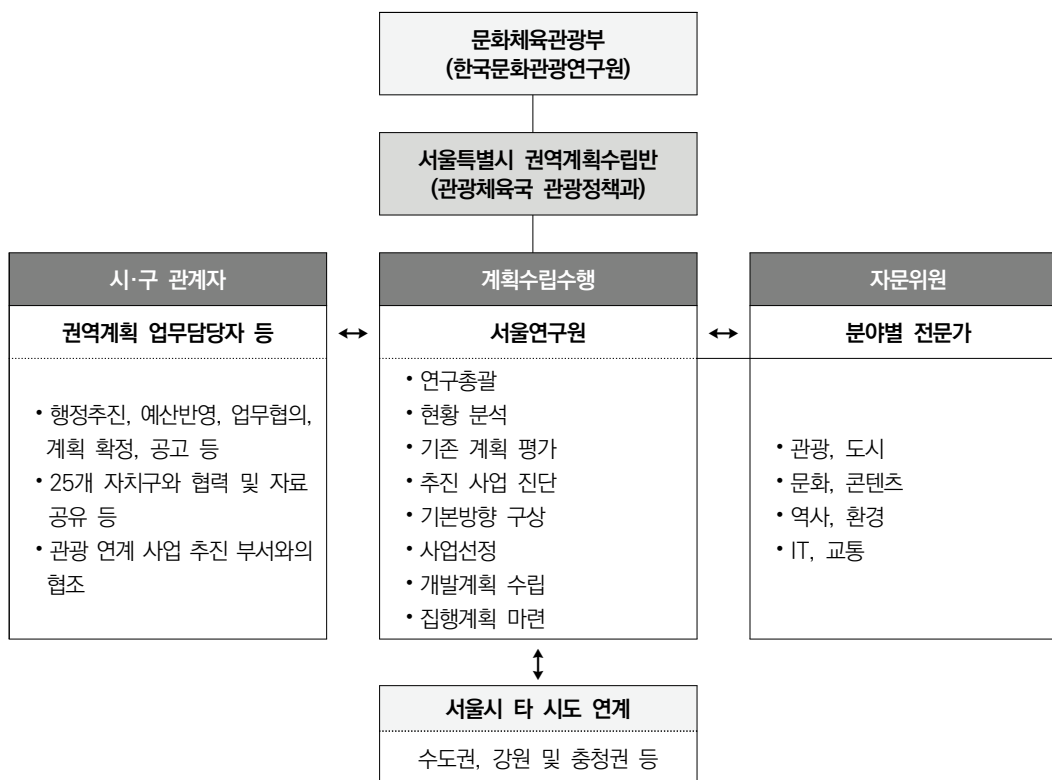 문화체육관광부
(한국문화관광연구원)
서울특별시 권역계획수립반
(관광체육국 관광정책과)
시·구 관계자
권역계획 업무담당자 등
• 행정추진, 예산반영, 업무협의,
계획 확정, 공고 등
• 25개 자치구와 협력 및 자료
공유 등
• 관광 연계 사업 추진 부서와의
협조
계획수립수행
서울연구원
• 연구총괄
• 현황 분석
• 기존 계획 평가
• 추진 사업 진단
• 기본방향 구상
• 사업선정
• 개발계획 수립
• 집행계획 마련
자문위원
분야별 전문가
• 관광, 도시
• 문화, 콘텐츠
• 역사, 환경
• IT, 교통
서울시 타 시도 연계
수도권, 강원 및 충청권 등